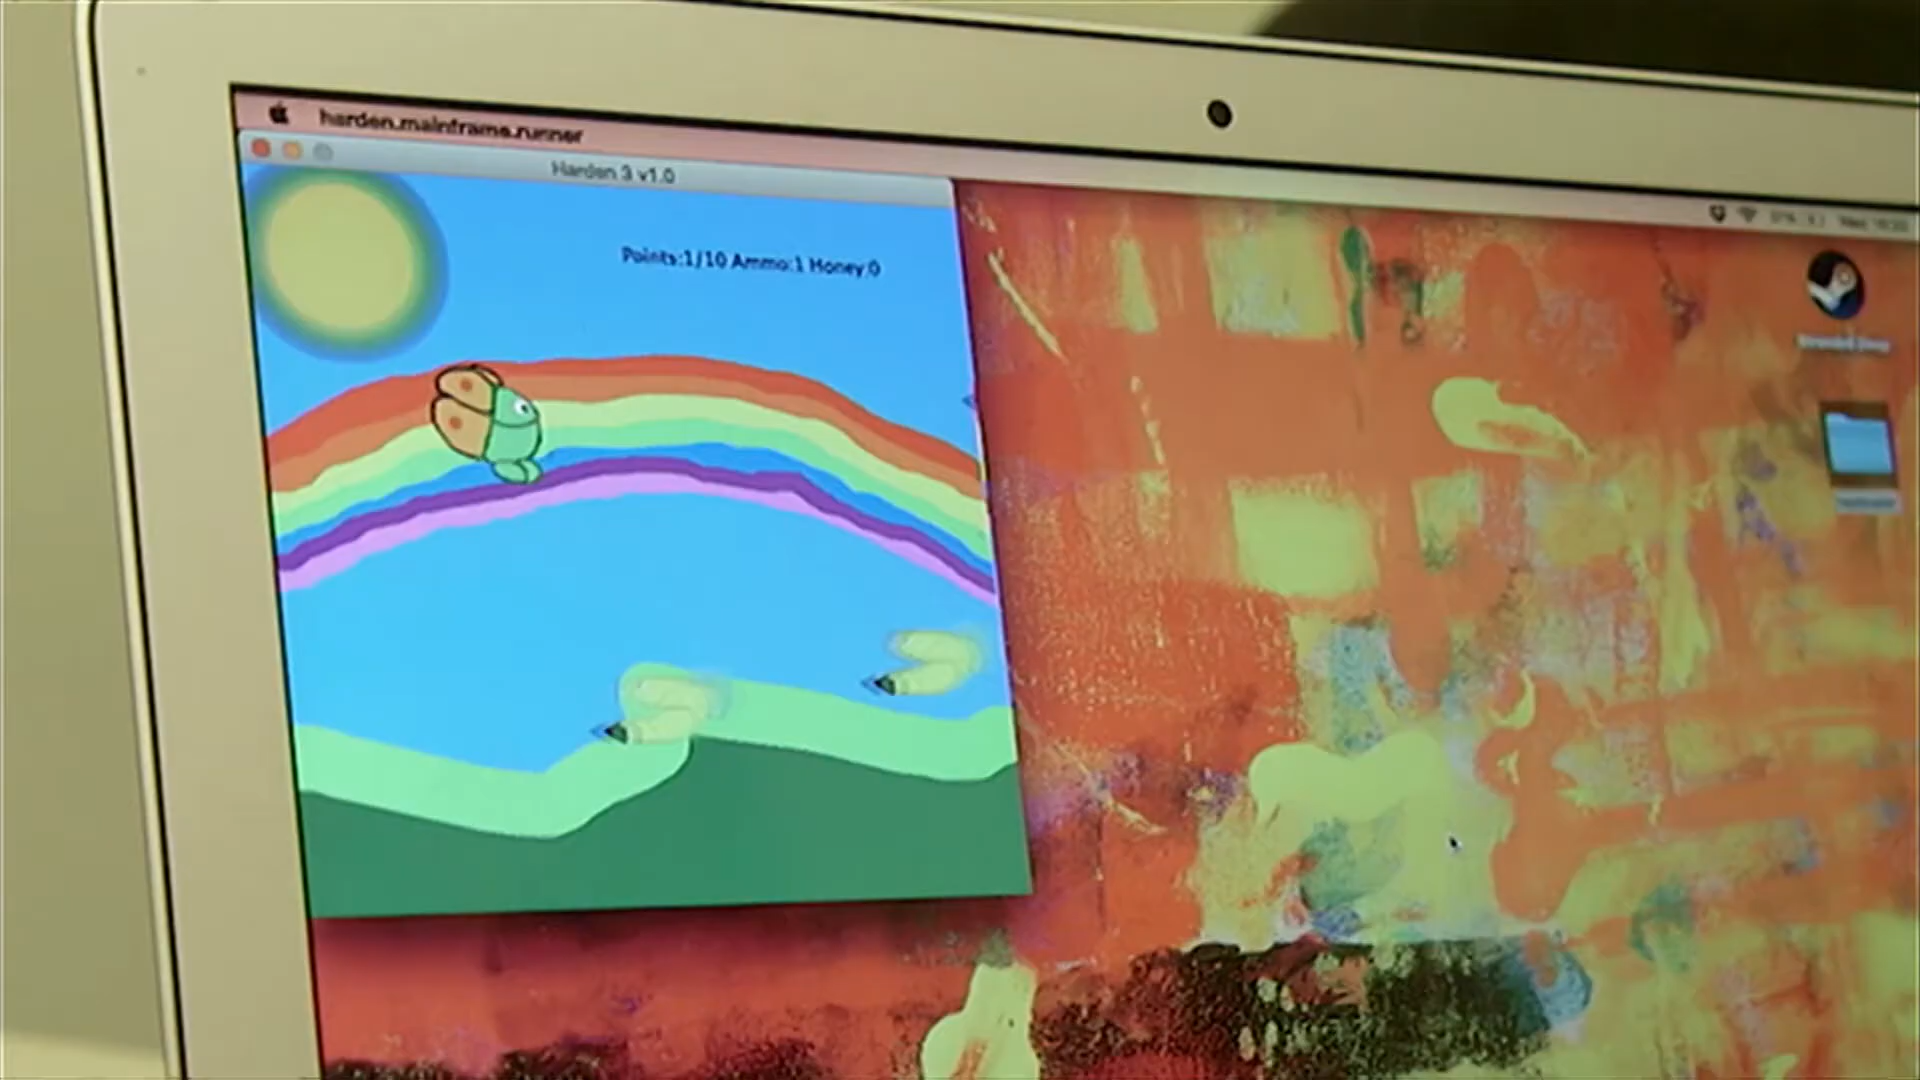 harden.mainframe.runner
Harden 3 v1.0
Points:1/10 Ammo:1 Honey:0